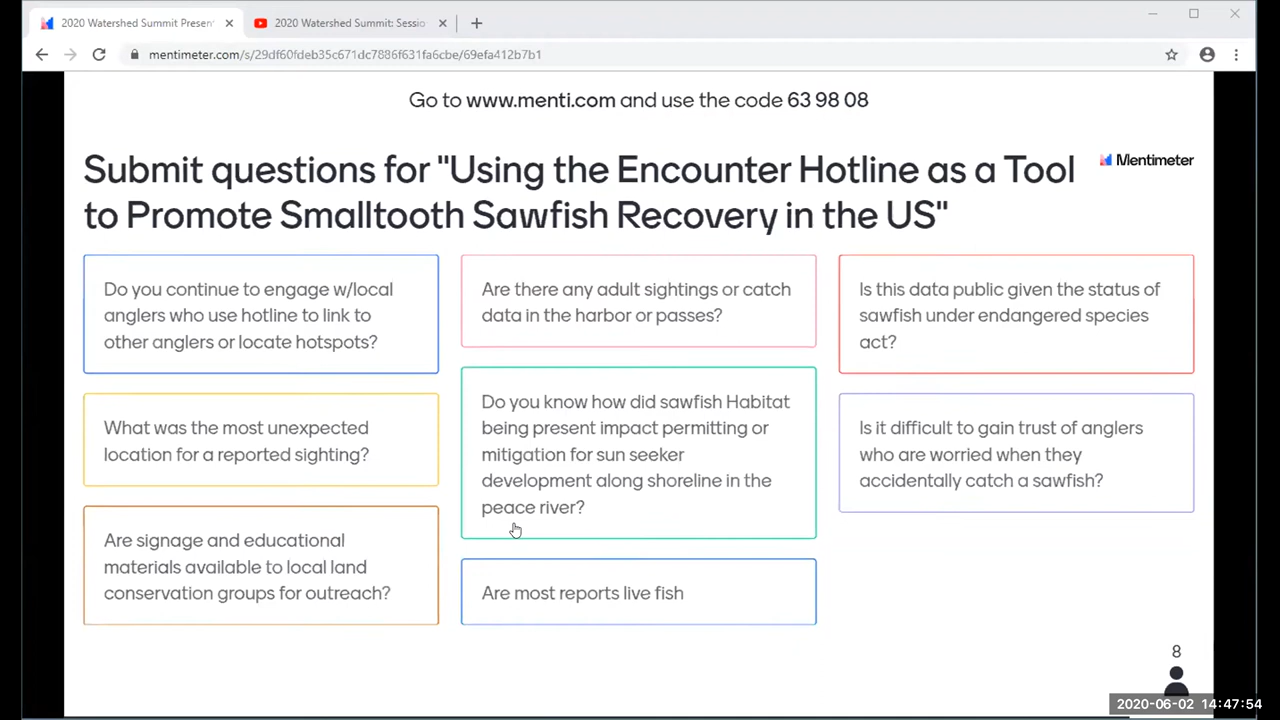 2020 Watershed Summit Present
2020 Watershed Summit: Sessio
mentimeter.com/s/29df60fdeb35c671dc7886f631fa6cbe/69efa412b7b1
Go to www.menti.com and use the code 63 98 08
Submit questions for "Using the Encounter Hotline as a Tool
to Promote Smalltooth Sawfish Recovery in the US"
Mentimeter
Do you continue to engage w/local
anglers who use hotline to link to
other anglers or locate hotspots?
What was the most unexpected
location for a reported sighting?
Are signage and educational
materials available to local land
conservation groups for outreach?
Are there any adult sightings or catch
data in the harbor or passes?
Do you know how did sawfish Habitat
being present impact permitting or
mitigation for sun seeker
development along shoreline in the
peace river?
Are most reports live fish
Is this data public given the status of
sawfish under endangered species
act?
Is it difficult to gain trust of anglers
who are worried when they
accidentally catch a sawfish?
8
2020-06-02 14:47:54